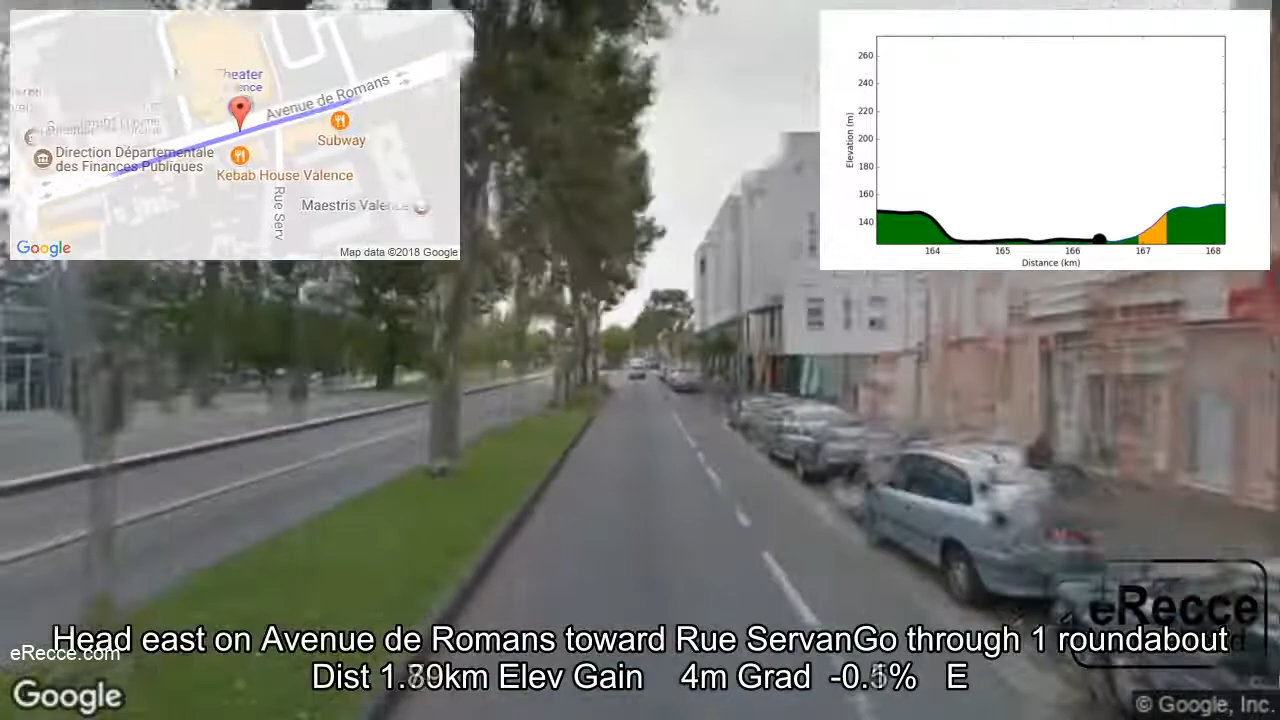 Theater
Avenue de Romans
Subway
Direction Départementale
des Finances Publiques
Kebab House Valence
Rue Serv
Maestris Valence
Google
Map data ©2018 Google
Elevation (m)
260
240
220
200
180
160
140
164
165
166
167
168
Distance (km)
eRecce
Head east on Avenue de Romans toward Rue ServanGo through 1 roundabout
eRecce.com
Dist km Elev Gain 4m Grad E
Google
© Google, Inc.